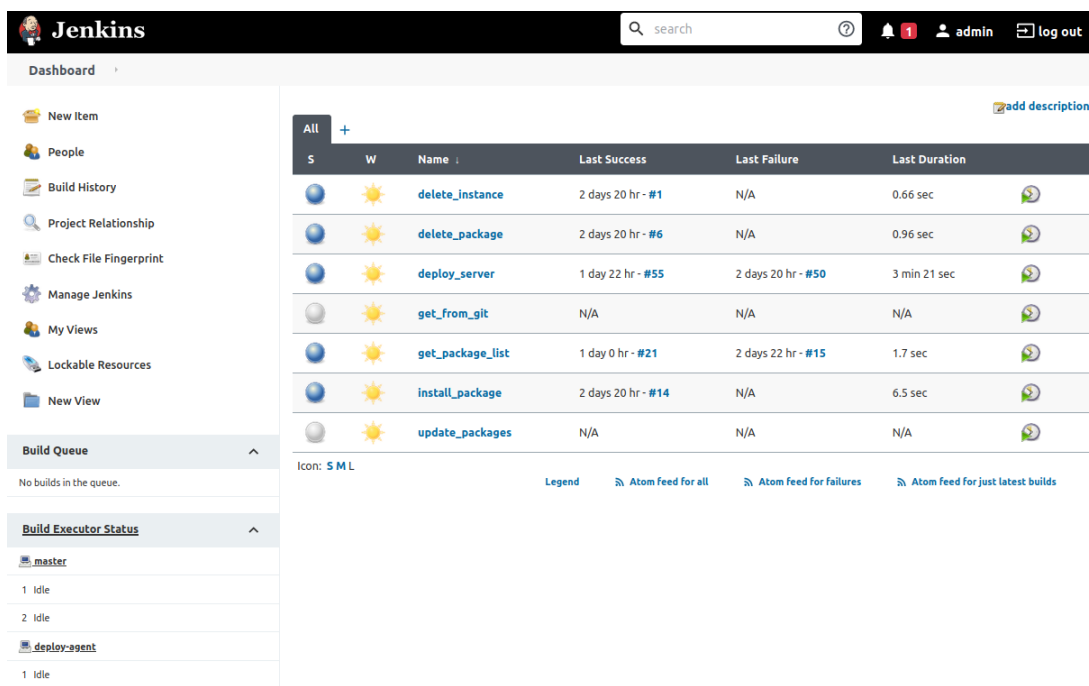 Jenkins
search
1 admin log out
Dashboard
New Item
People
Build History
Project Relationship
Check File Fingerprint
Manage Jenkins
My Views
Lockable Resources
New View
Build Queue
No builds in the queue.
Build Executor Status
master
1 Idle
2 Idle
deploy-agent
1 Idle
add description
All +
S W Name ↓ Last Success Last Failure Last Duration
delete_instance 2 days 20 hr - #1 N/A 0.66 sec
delete_package 2 days 20 hr - #6 N/A 0.96 sec
deploy_server 1 day 22 hr - #55 2 days 20 hr - #50 3 min 21 sec
get_from_git N/A N/A N/A
get_package_list 1 day 0 hr - #21 2 days 22 hr - #15 1.7 sec
install_package 2 days 20 hr - #14 N/A 6.5 sec
update_packages N/A N/A N/A
Icon: S M L
Legend Atom feed for all Atom feed for failures Atom feed for just latest builds